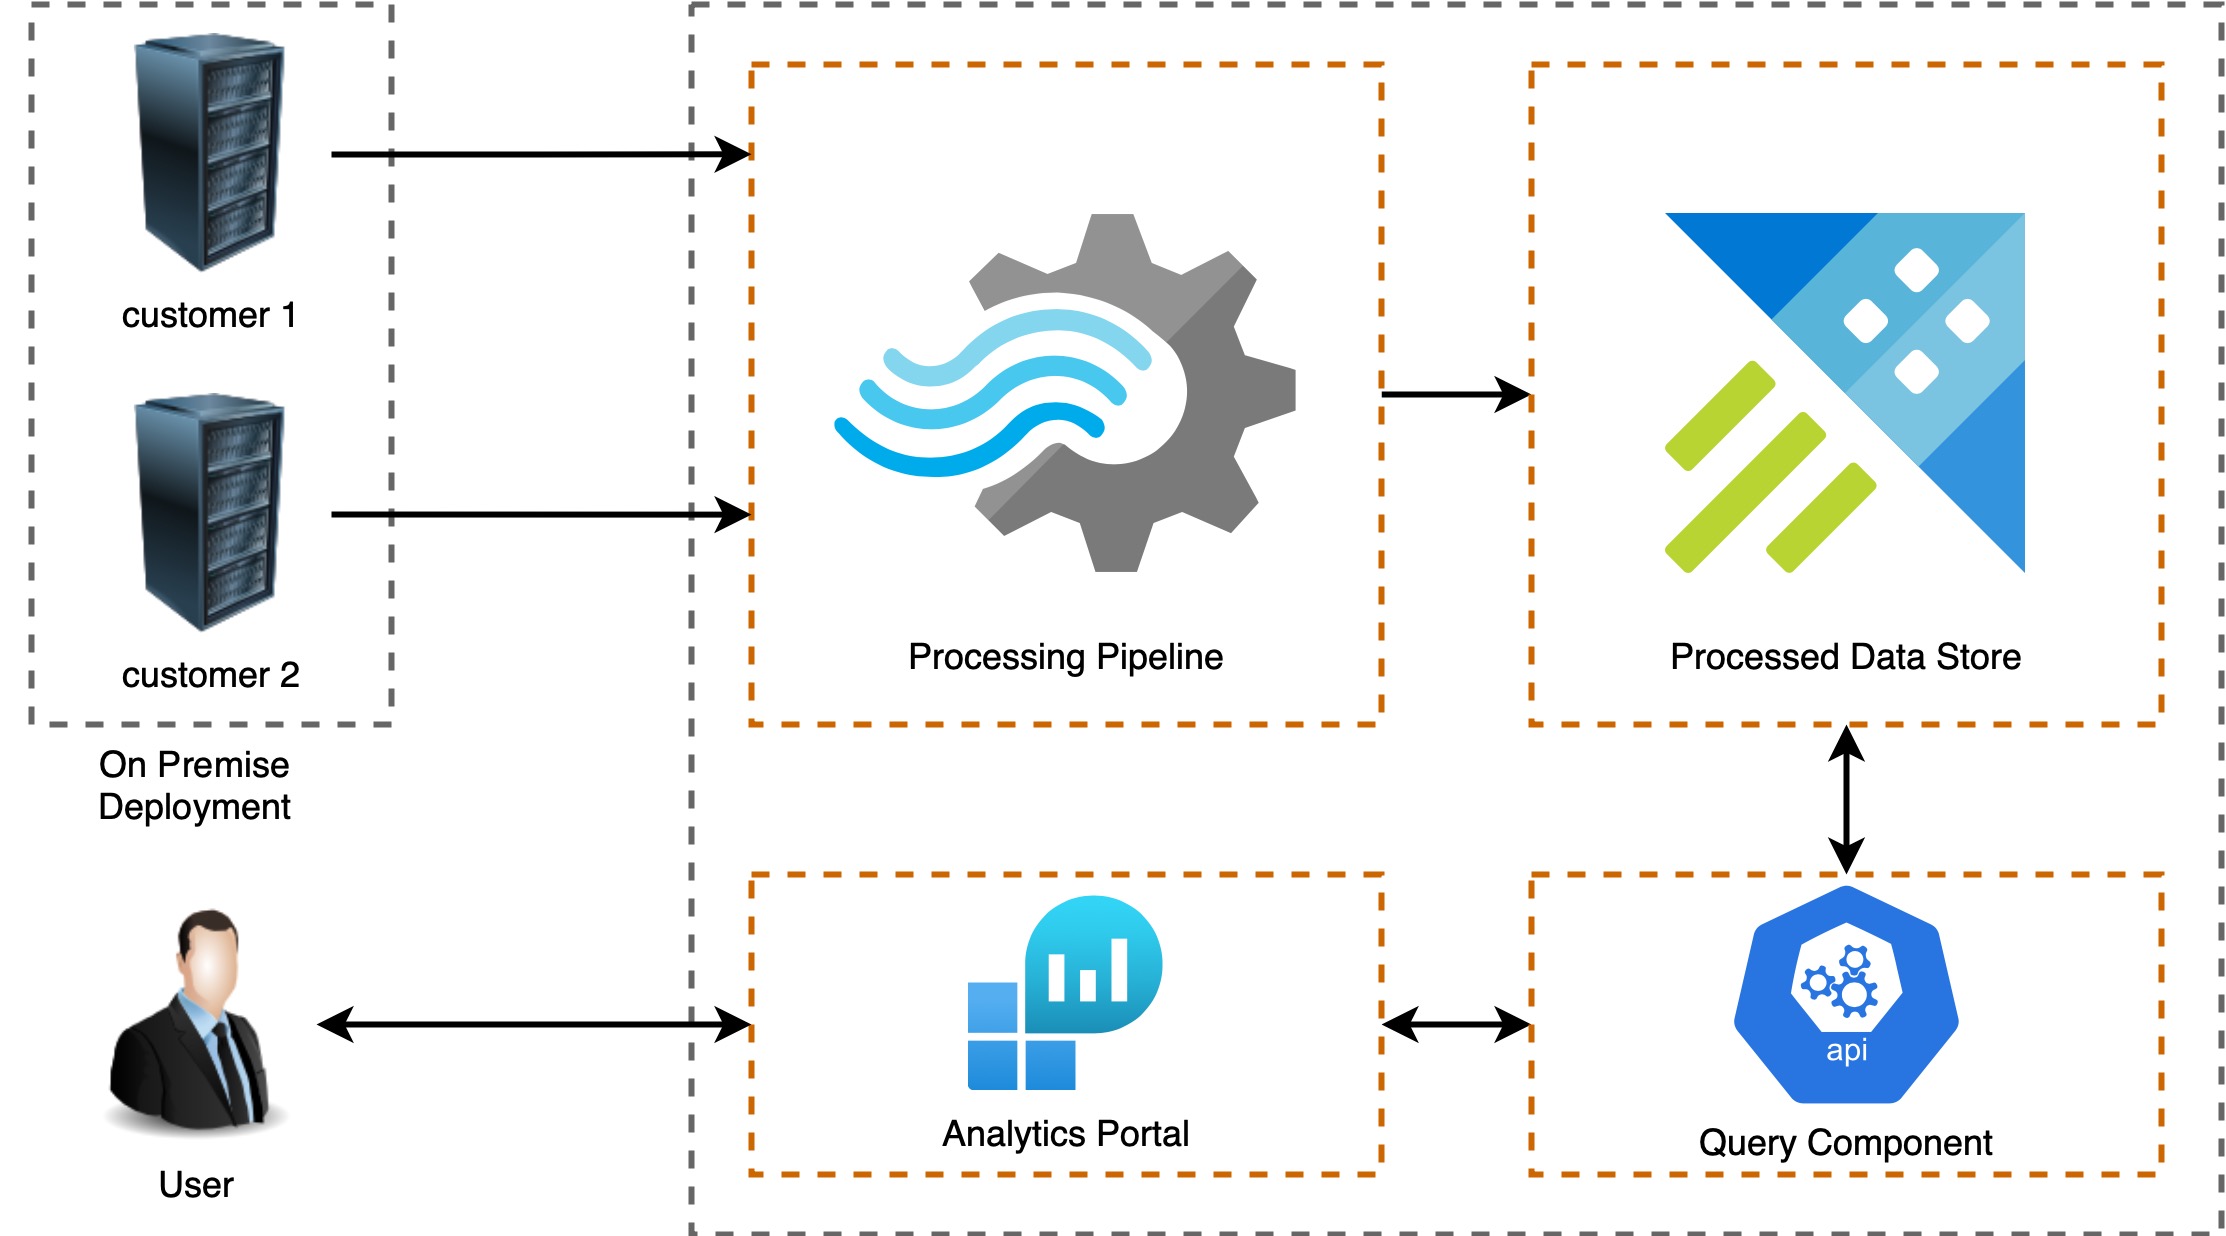 customer 1
customer 2
On Premise
Deployment
User
Processing Pipeline
Processed Data Store
Analytics Portal
api
Query Component